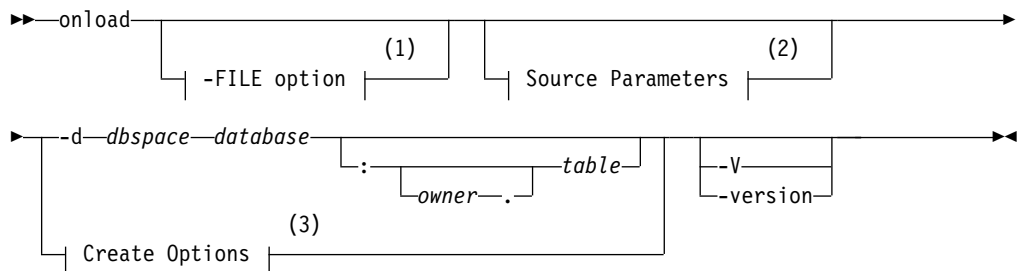 onload
(1)
(2)
-FILE option
Source Parameters
-d dbspace database
: table
-V
owner .
-version
(3)
Create Options